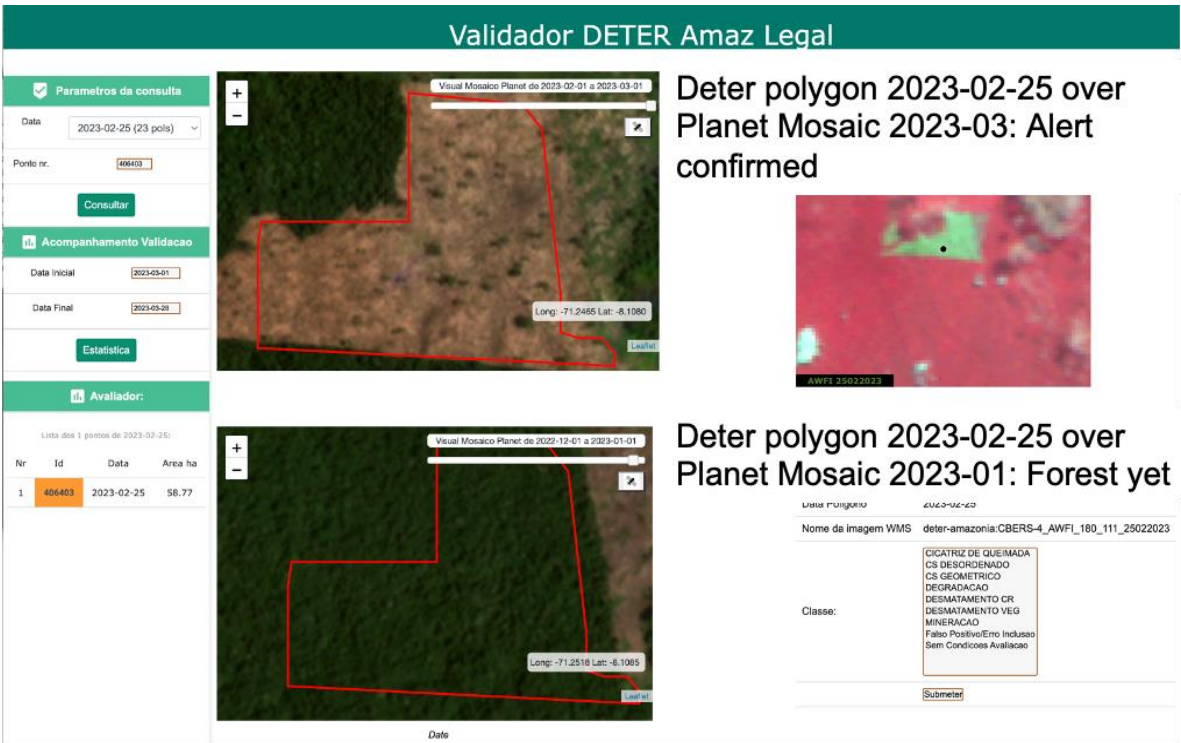 Validador DETER Amaz Legal
Parametros da consulta
Data
2023-02-25 (23 pols)
Ponto nr.
406403
Consultar
Acompanhamento Validacao
Data Inicial
2023-03-01
Data Final
2023-03-28
Estatistica
Avaliador:
Lista dos 1 pontos de 2023-02-25:
Nr Id Data Area ha
1 406403 2023-02-25 58.77
+
Visual Mosaico Planet de 2023-02-01 a 2023-03-01
−
Long: -71.2465 Lat: -8.1080
Leaflet
Deter polygon 2023-02-25 over
Planet Mosaic 2023-03: Alert
confirmed
AWFI 25022023
+
Visual Mosaico Planet de 2022-12-01 a 2023-01-01
−
Long: -71.2518 Lat: -8.1085
Leaflet
Date
Deter polygon 2023-02-25 over
Planet Mosaic 2023-01: Forest yet
Data Poligono 2023-02-25
Nome da imagem WMS deter-amazonia:CBERS-4_AWFI_180_111_25022023
Classe:
CICATRIZ DE QUEIMADA
CS DESORDENADO
CS GEOMETRICO
DEGRADACAO
DESMATAMENTO CR
DESMATAMENTO VEG
MINERACAO
Falso Positivo/Erro Inclusao
Sem Condicoes Avaliacao
Submeter